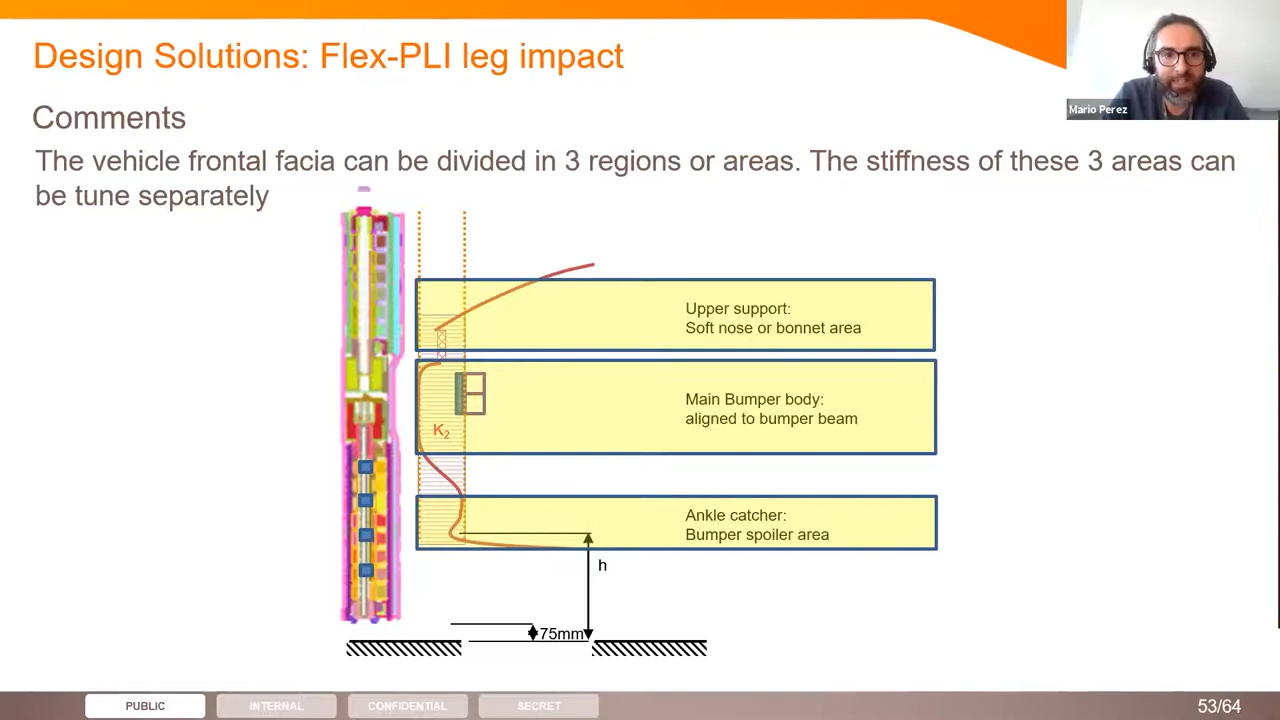 Design Solutions: Flex-PLI leg impact
Mario Perez
Comments
The vehicle frontal facia can be divided in 3 regions or areas. The stiffness of these 3 areas can
be tune separately
Upper support:
Soft nose or bonnet area
Main Bumper body:
aligned to bumper beam
K2
Ankle catcher:
Bumper spoiler area
h
75mm
PUBLIC
INTERNAL
CONFIDENTIAL
SECRET
53/64